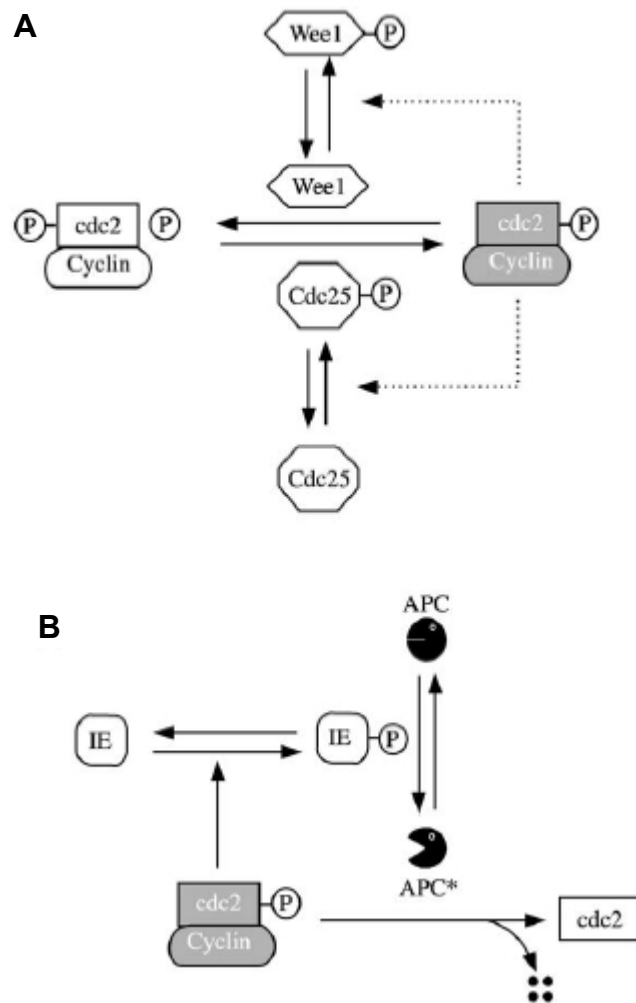 A
Wee1 P
Wee1
P cdc2 P
Cyclin
cdc2 P
Cyclin
Cdc25 P
Cdc25
B
APC
IE
IE P
APC*
cdc2 P
Cyclin
cdc2